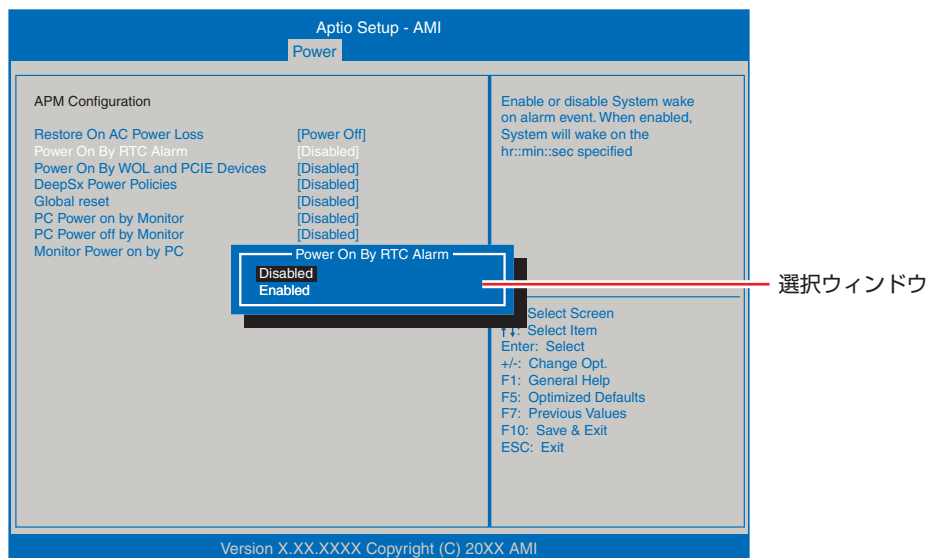 Aptio Setup - AMI
Power
APM Configuration
Restore On AC Power Loss [Power Off]
Power On By RTC Alarm [Disabled]
Power On By WOL and PCIE Devices [Disabled]
DeepSx Power Policies [Disabled]
Global reset [Disabled]
PC Power on by Monitor [Disabled]
PC Power off by Monitor [Disabled]
Monitor Power on by PC
Power On By RTC Alarm
Disabled
Enabled
選択ウィンドウ
Enable or disable System wake
on alarm event. When enabled,
System will wake on the
hr::min::sec specified
Select Screen
↑↓: Select Item
Enter: Select
+/-: Change Opt.
F1: General Help
F5: Optimized Defaults
F7: Previous Values
F10: Save & Exit
ESC: Exit
Version X.XX.XXXX Copyright (C) 20XX AMI